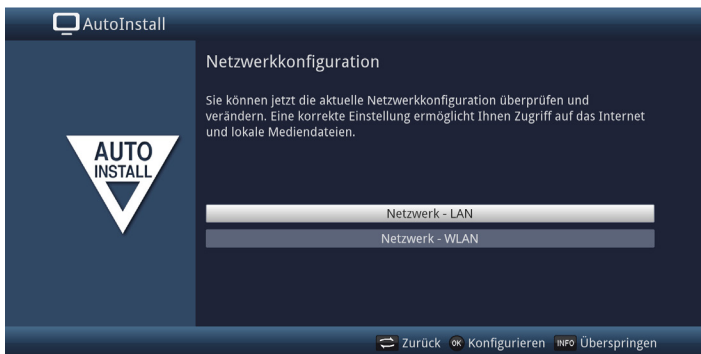 AutoInstall
Netzwerkkonfiguration
Sie können jetzt die aktuelle Netzwerkkonfiguration überprüfen und
verändern. Eine korrekte Einstellung ermöglicht Ihnen Zugriff auf das Internet
und lokale Mediendateien.
AUTO
INSTALL
Netzwerk - LAN
Netzwerk - WLAN
Zurück OK Konfigurieren INFO Überspringen